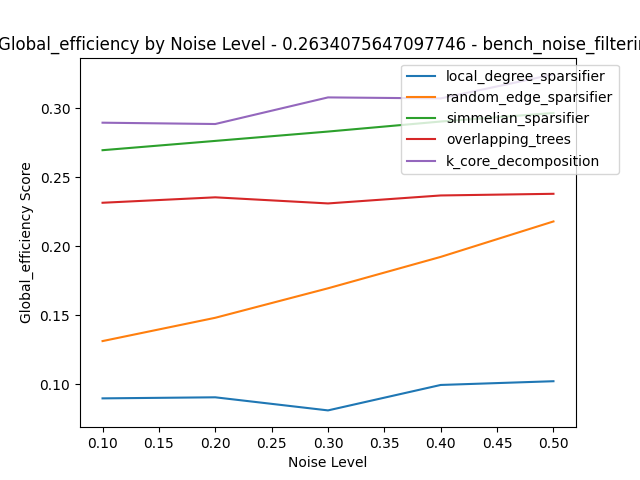 Global_efficiency by Noise Level - 0.2634075647097746 - bench_noise_filterin
local_degree_sparsifier
random_edge_sparsifier
simmelian_sparsifier
overlapping_trees
k_core_decomposition
Global_efficiency Score
0.30
0.25
0.20
0.15
0.10
0.10 0.15 0.20 0.25 0.30 0.35 0.40 0.45 0.50
Noise Level